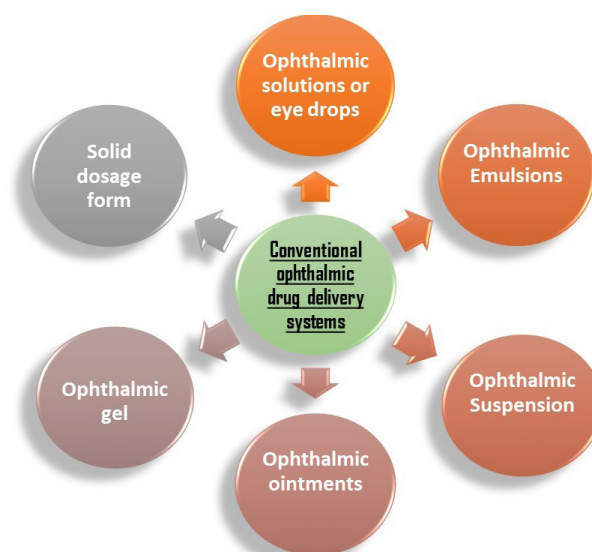 Conventional
ophthalmic
drug delivery
systems
Ophthalmic
solutions or
eye drops
Ophthalmic
Emulsions
Ophthalmic
Suspension
Ophthalmic
ointments
Ophthalmic
gel
Solid
dosage
form